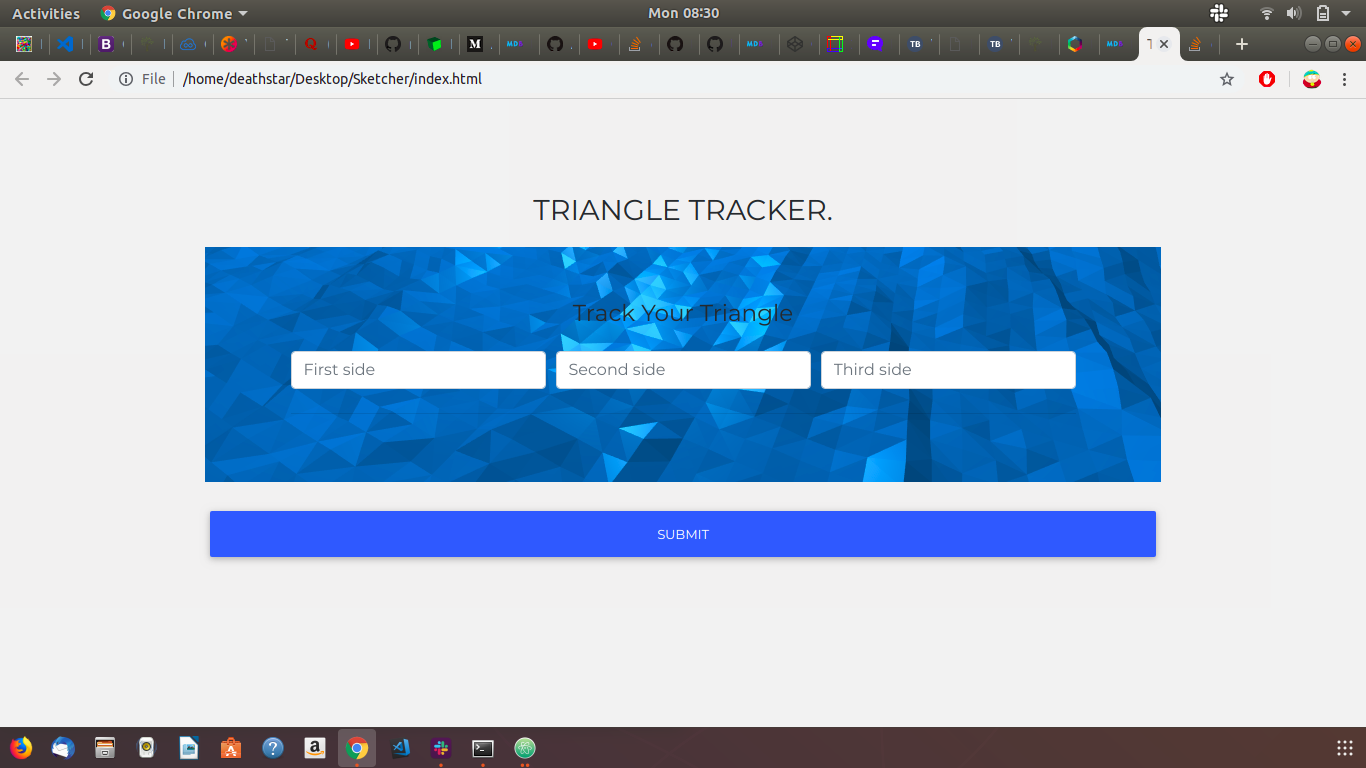 Activities Google Chrome Mon 08:30
File /home/deathstar/Desktop/Sketcher/index.html
TRIANGLE TRACKER.
Track Your Triangle
First side Second side Third side
SUBMIT